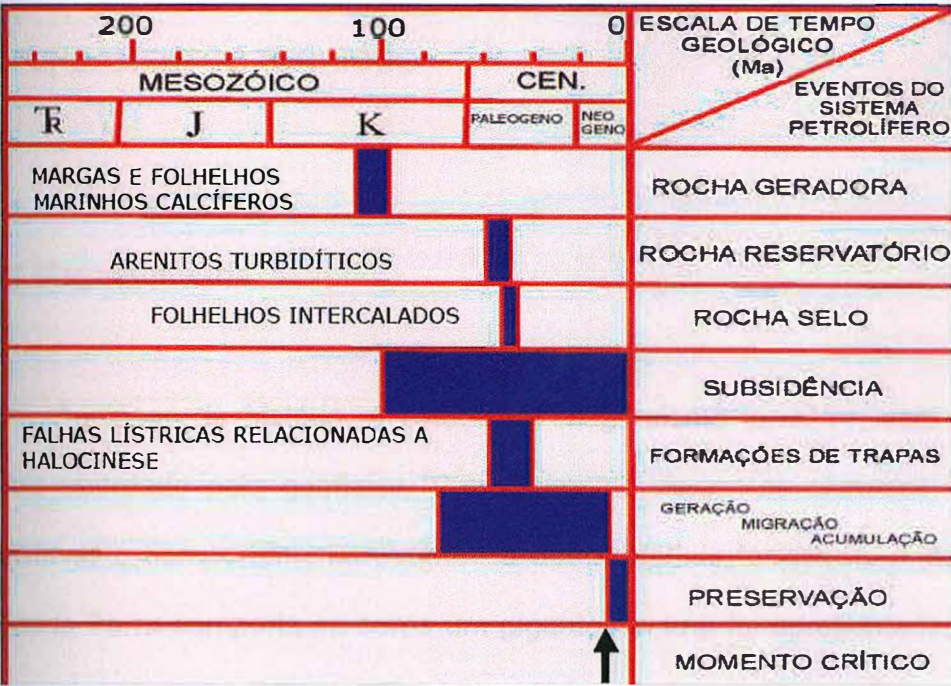 200 100 0
ESCALA DE TEMPO
GEOLÓGICO
(Ma)
EVENTOS DO
SISTEMA
PETROLÍFERO
MESOZÓICO CEN.
TR J K PALEOGENO NEO
GENO
MARGAS E FOLHELHOS
MARINHOS CALCÍFEROS
ROCHA GERADORA
ARENITOS TURBIDÍTICOS
ROCHA RESERVATÓRIO
FOLHELHOS INTERCALADOS
ROCHA SELO
SUBSIDÊNCIA
FALHAS LÍSTRICAS RELACIONADAS A
HALOCINESE
FORMAÇÕES DE TRAPAS
GERAÇÃO
MIGRAÇÃO
ACUMULAÇÃO
PRESERVAÇÃO
MOMENTO CRÍTICO